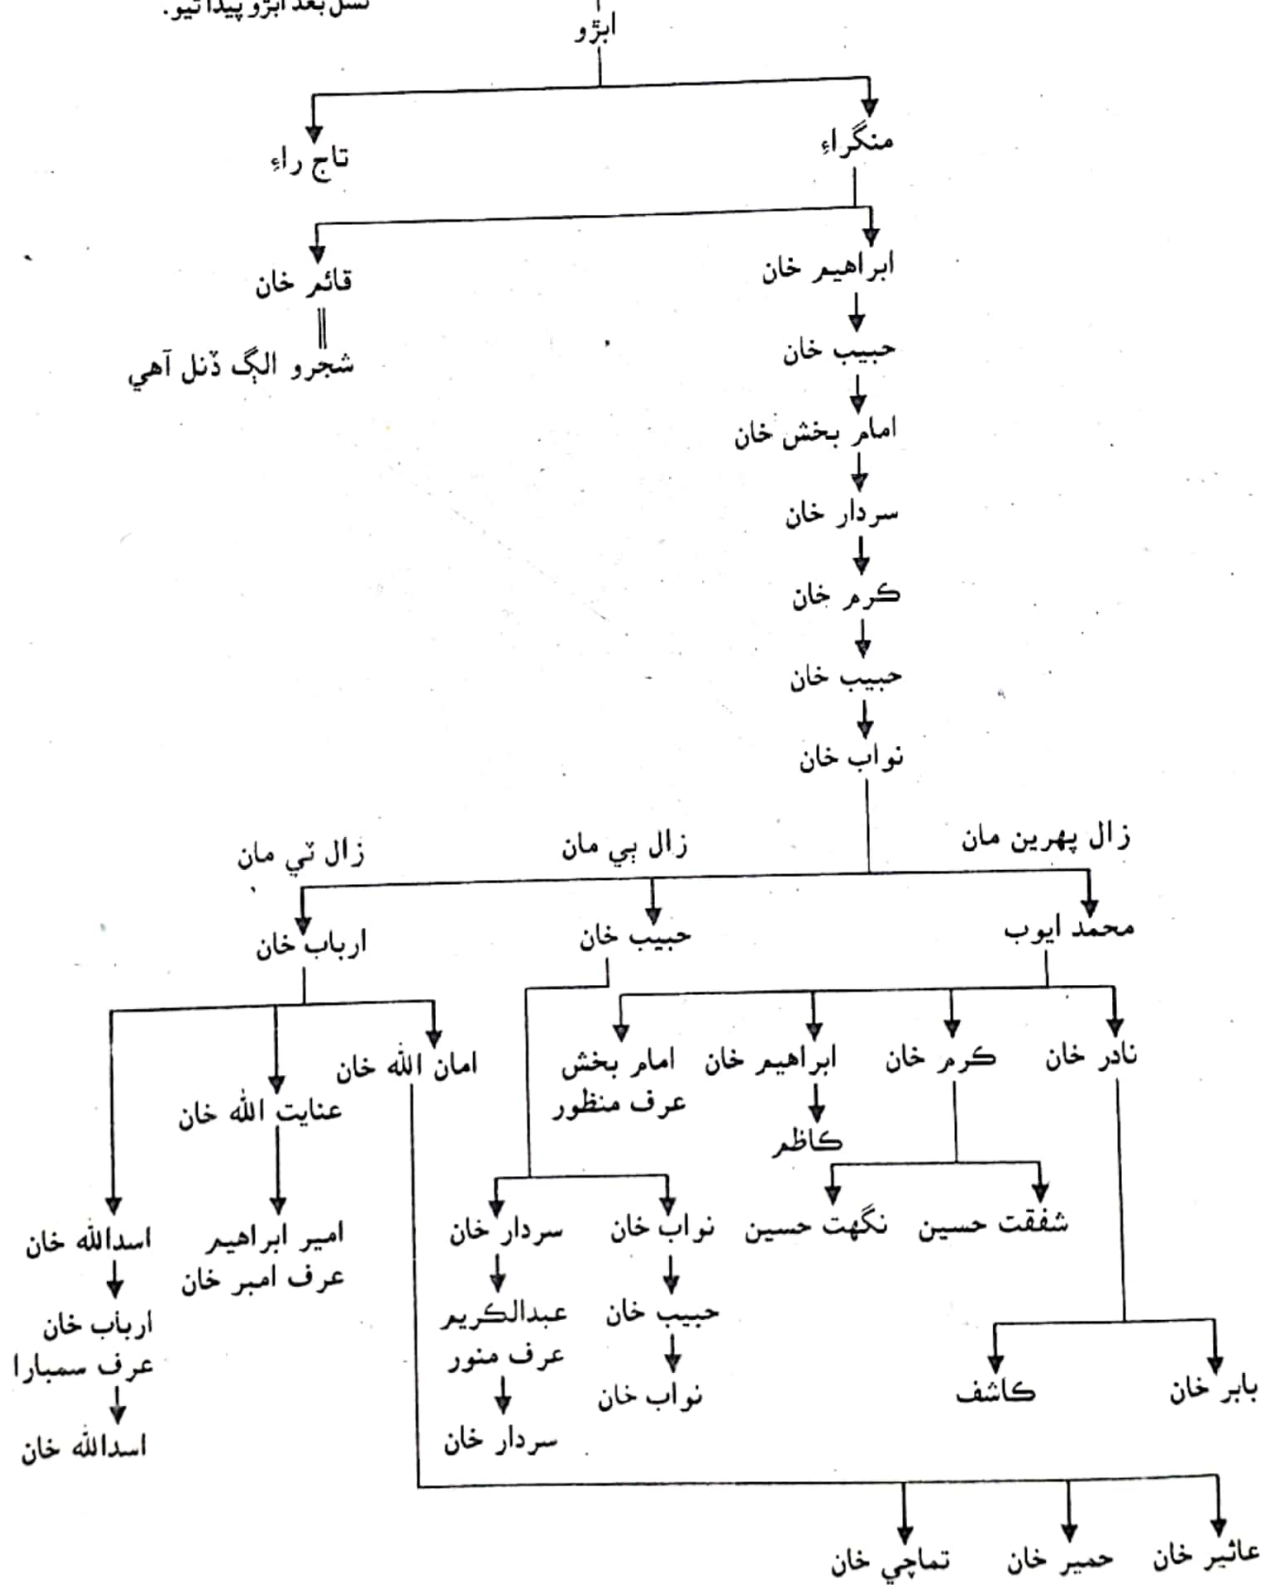 نسل بعد ابڙو پيدا ٿيو.
ابڙو
منگراءِ
تاج راءِ
ابراهيم خان
قائم خان
حبيب خان
شجرو الڳ ڏنل آهي
امام بخش خان
سردار خان
ڪرم خان
حبيب خان
نواب خان
زال پهرين مان
زال ٻي مان
زال ٽي مان
محمد ايوب
حبيب خان
ارباب خان
نادر خان
ڪرم خان
ابراهيم خان
امام بخش
عرف منظور
امان الله خان
عنايت الله خان
ڪاظم
شفقت حسين
نگهت حسين
نواب خان
سردار خان
امير ابراهيم
عرف امبر خان
اسدالله خان
حبيب خان
عبدالڪريم
عرف منور
ارباب خان
عرف سمبارا
بابر خان
ڪاشف
نواب خان
سردار خان
اسدالله خان
عاثير خان
حمير خان
تماچي خان